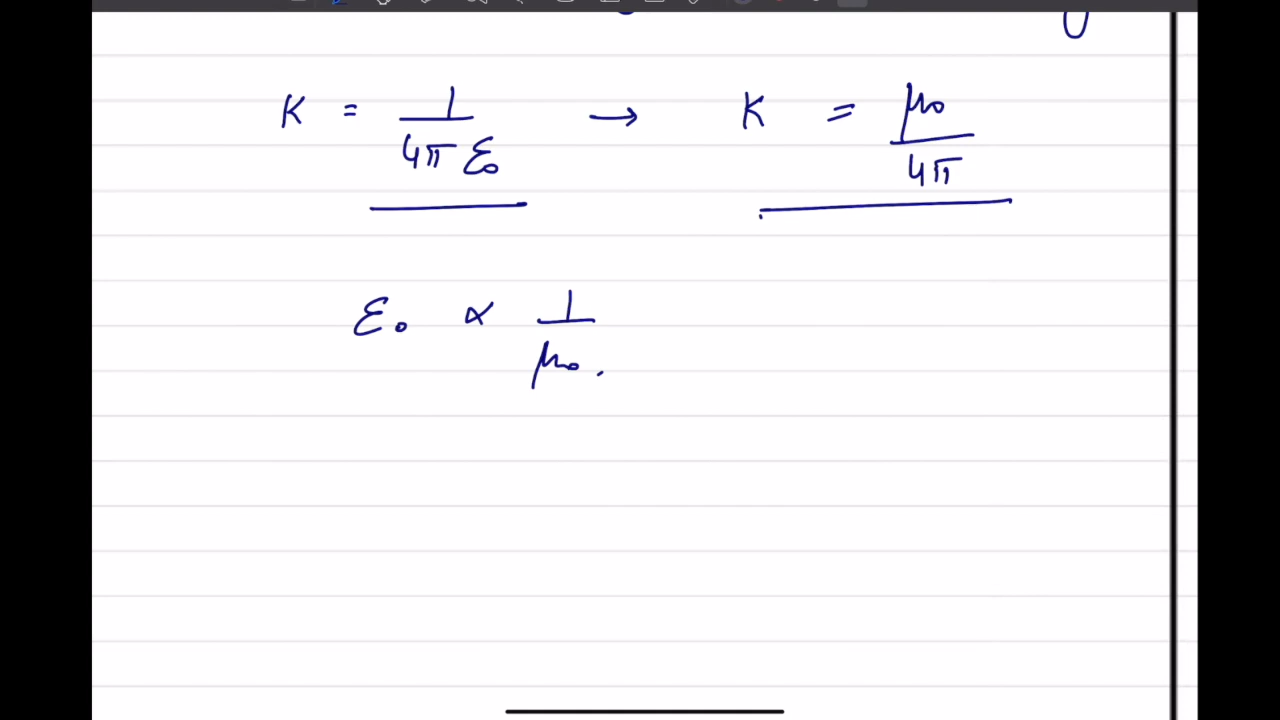 K = 1/4π ε₀ → K = μ₀/4π
ε₀ ∝ 1/μ₀.